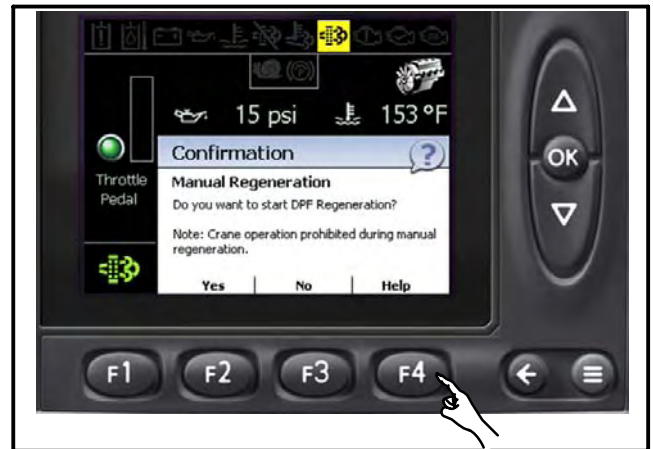 15 psi 153 °F
Confirmation ?
Throttle
Pedal
Manual Regeneration
Do you want to start DPF Regeneration?
Note: Crane operation prohibited during manual
regeneration.
Yes No Help
OK
F1 F2 F3 F4